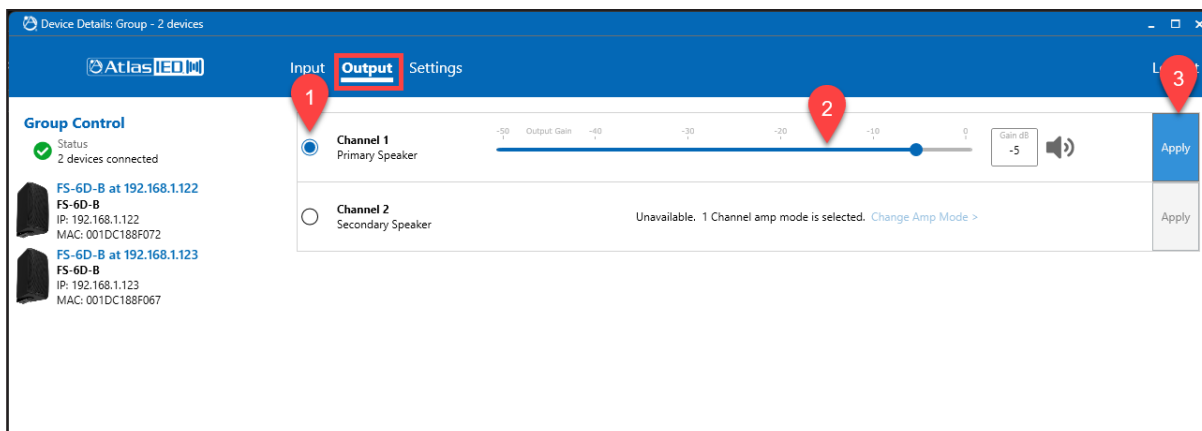 Device Details: Group - 2 devices
AtlasIED
Input Output Settings
1
2
3
Group Control
Status
2 devices connected
FS-6D-B at 192.168.1.122
FS-6D-B
IP: 192.168.1.122
MAC: 001DC188F072
FS-6D-B at 192.168.1.123
FS-6D-B
IP: 192.168.1.123
MAC: 001DC188F067
Channel 1
Primary Speaker
-50 Output Gain -40 -30 -20 -10 0
Gain dB
-5
Apply
Channel 2
Secondary Speaker
Unavailable. 1 Channel amp mode is selected. Change Amp Mode >
Apply